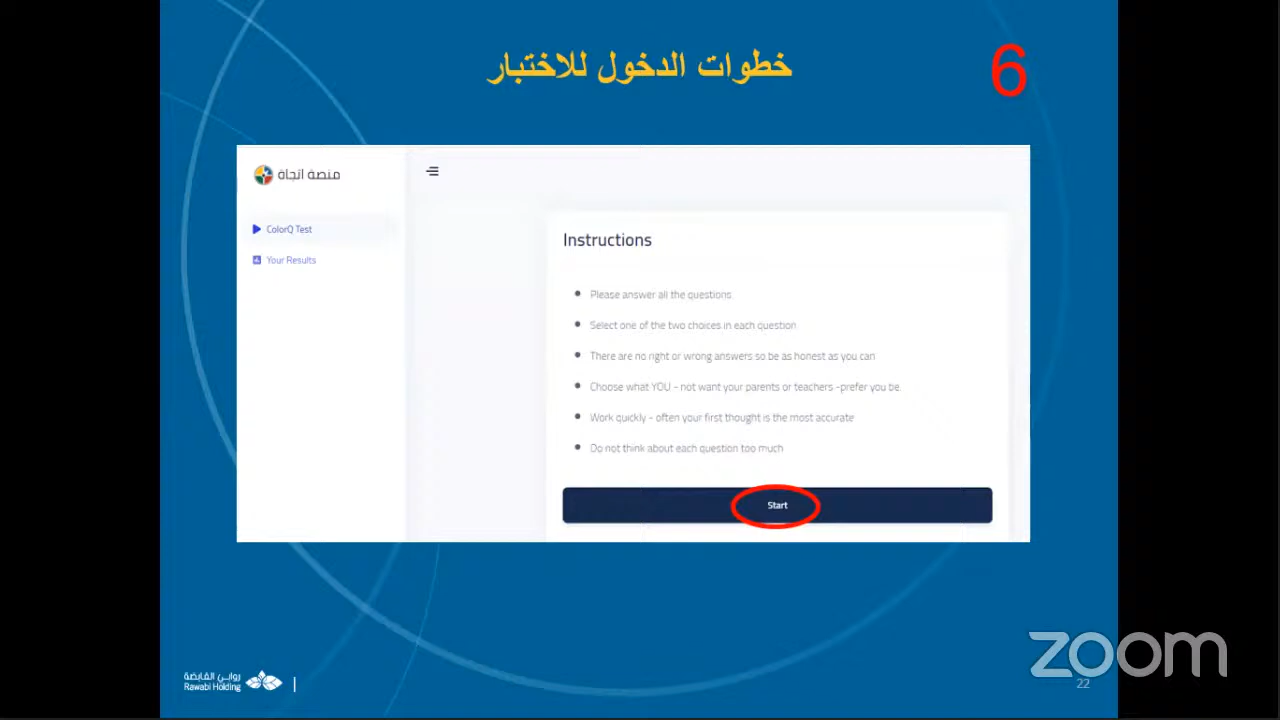 خطوات الدخول للاختبار
6
منصة اتجاة
ColorQ Test
Your Results
Instructions
Please answer all the questions
Select one of the two choices in each question
There are no right or wrong answers so be as honest as you can
Choose what YOU - not want your parents or teachers -prefer you be.
Work quickly - often your first thought is the most accurate
Do not think about each question too much
Start
روابي القابضة
Rawabi Holding
zoom
22